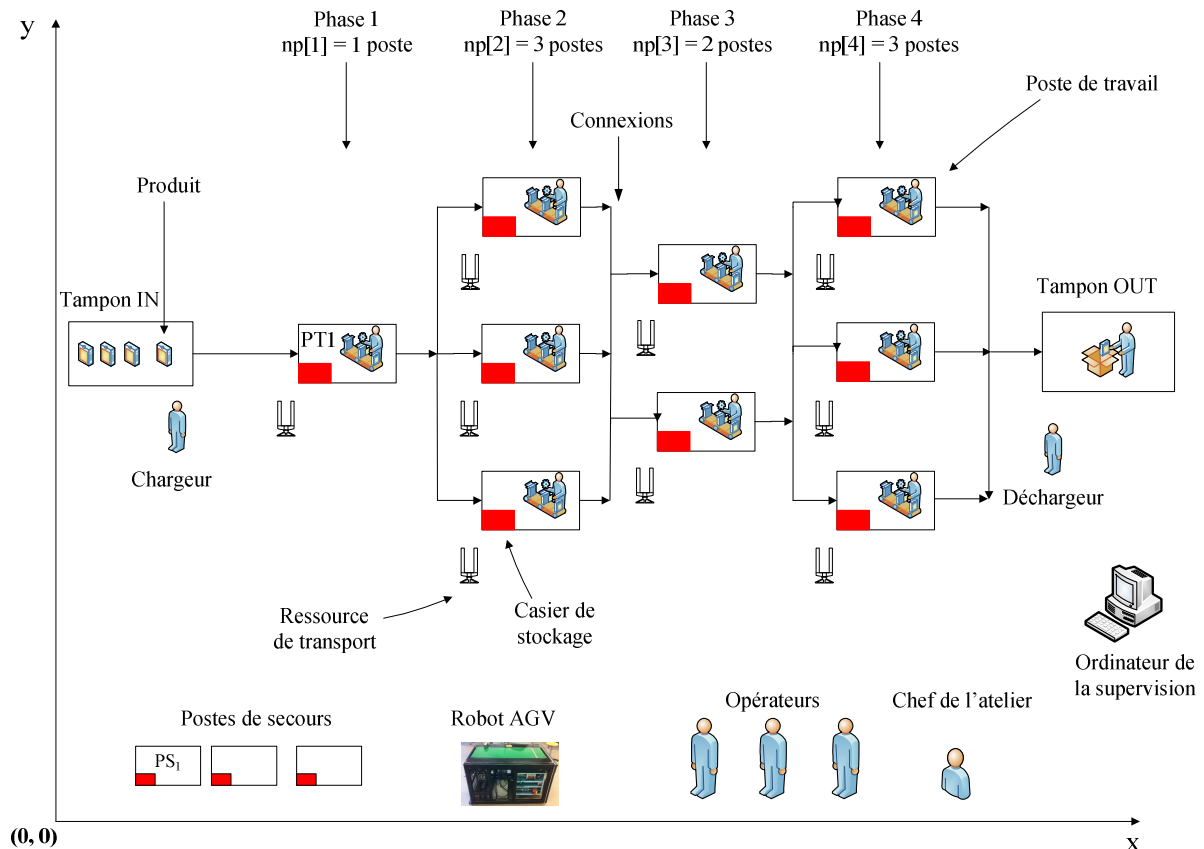 y
Phase 1
np[1] = 1 poste
Phase 2
np[2] = 3 postes
Phase 3
np[3] = 2 postes
Phase 4
np[4] = 3 postes
Poste de travail
Connexions
Produit
Tampon IN
PT1
Tampon OUT
Chargeur
Déchargeur
Ressource
de transport
Casier de
stockage
Ordinateur de
la supervision
Postes de secours
PS₁
Robot AGV
Opérateurs
Chef de l’atelier
(0, 0)
x